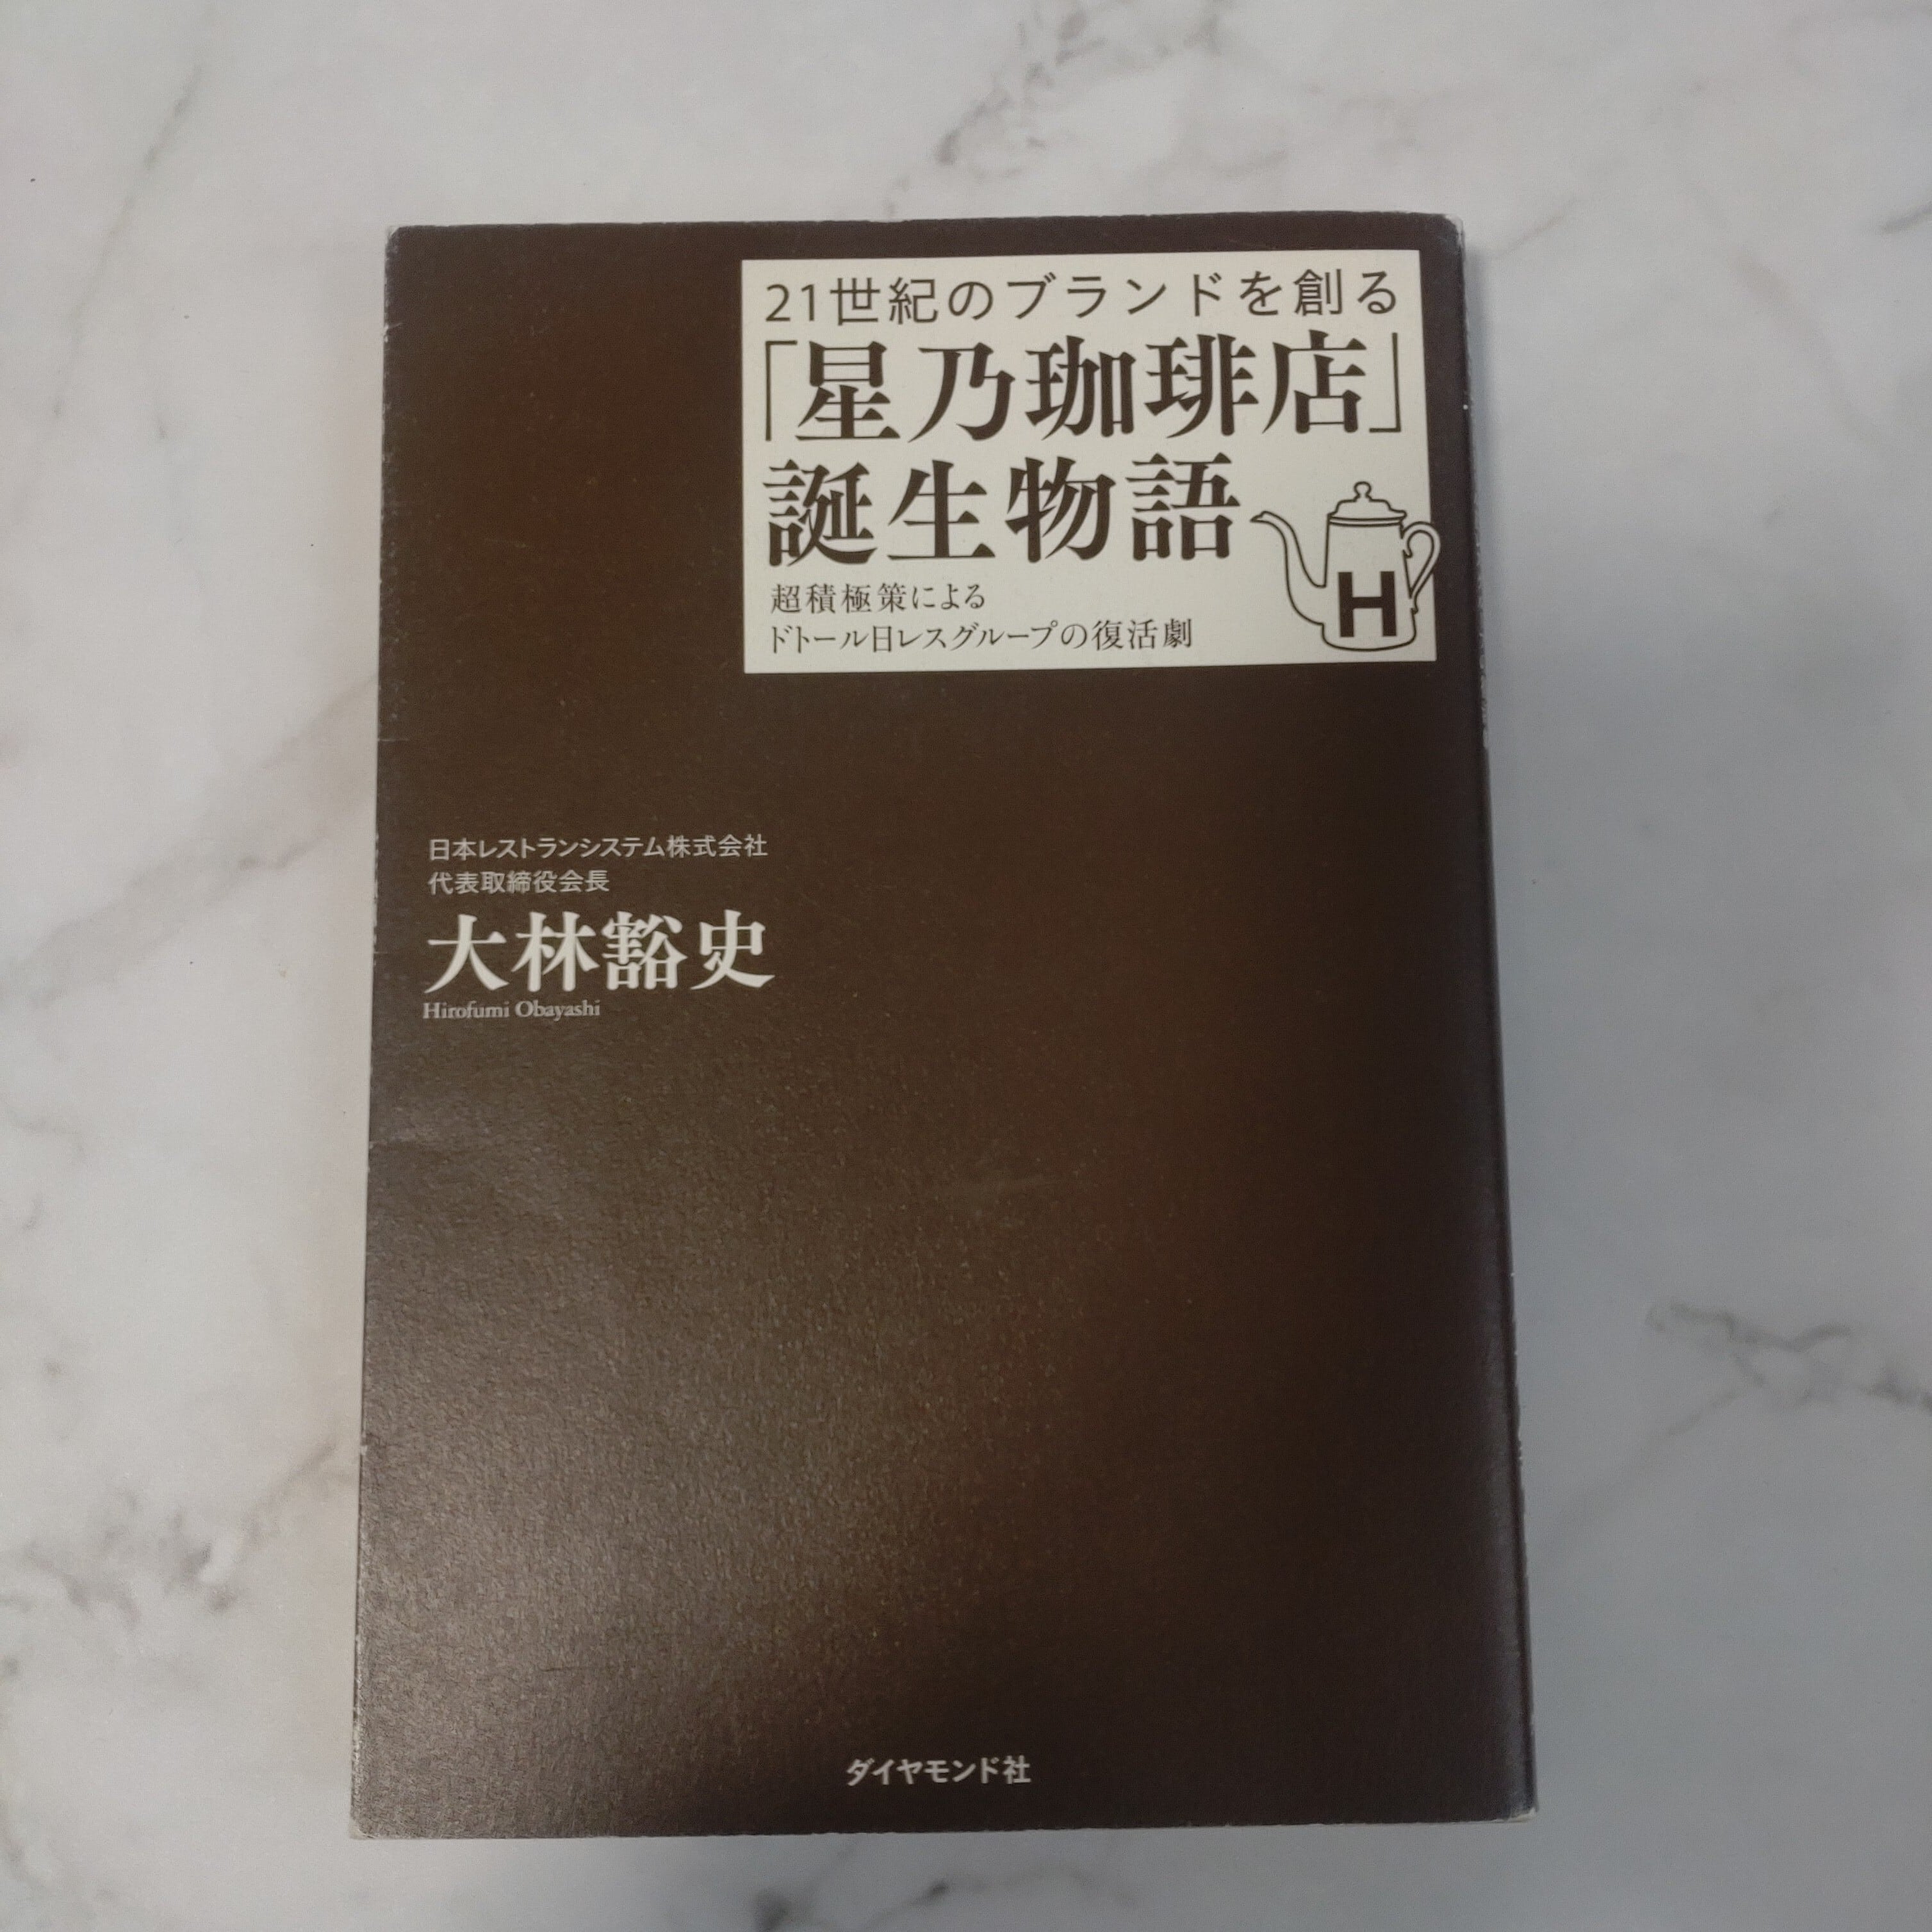 21世紀のブランドを創る
「星乃珈琲店」
誕生物語
超積極策による
ドトール日レスグループの復活劇
H
日本レストランシステム株式会社
代表取締役会長
大林豁史
Hirofumi Obayashi
ダイヤモンド社